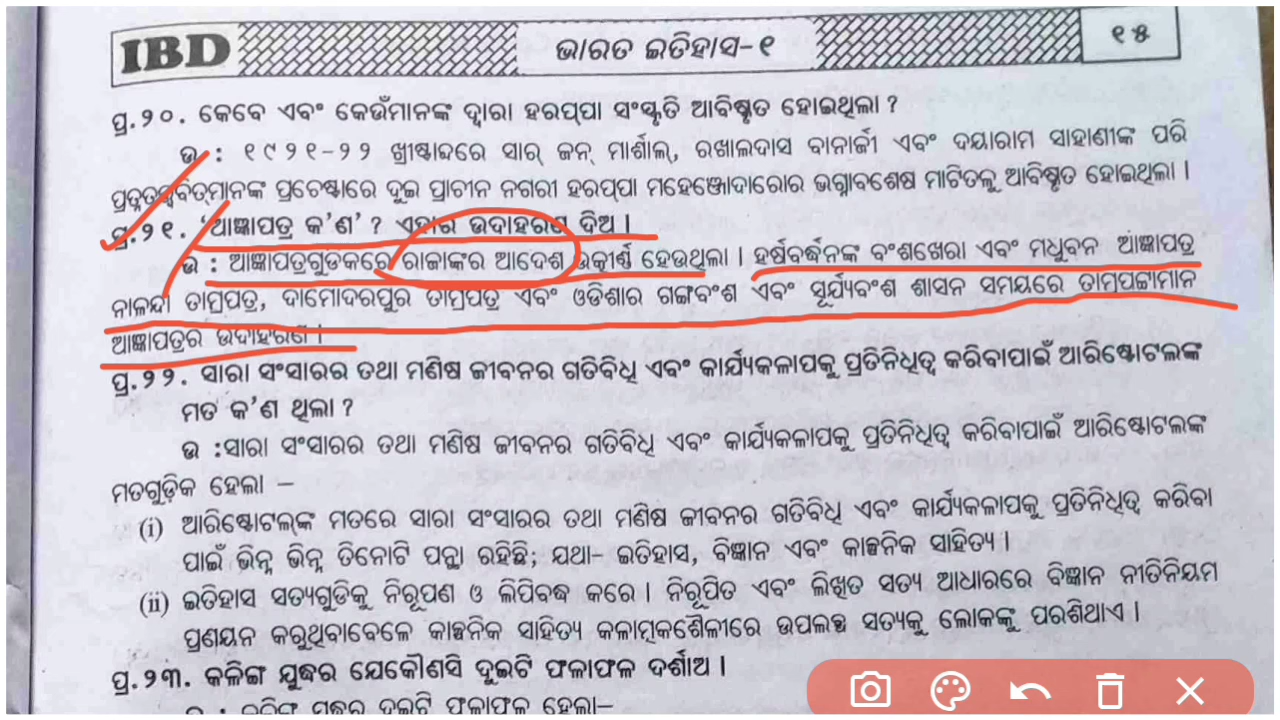 IBD ଭାରତ ଇତିହାସ-୧ ୧୫
ପ୍ର.୨୦. କେବେ ଏବଂ କେଉଁମାନଙ୍କ ଦ୍ୱାରା ହରପ୍ପା ସଂସ୍କୃତି ଆବିଷ୍କୃତ ହୋଇଥିଲା ?
ଉ : ୧୯୨୧-୨୨ ଖ୍ରୀଷ୍ଟାବ୍ଦରେ ସାର୍ ଜନ୍ ମାର୍ଶାଲ୍, ରଖାଲଦାସ ବାନାର୍ଜୀ ଏବଂ ଦୟାରାମ ସାହାଣୀଙ୍କ ପରି
ପ୍ରତ୍ନତତ୍ତ୍ୱବିତ୍‌ମାନଙ୍କ ପ୍ରଚେଷ୍ଟାରେ ଦୁଇ ପ୍ରାଚୀନ ନଗରୀ ହରପ୍ପା ମହେଞ୍ଜୋଦାରୋର ଭଗ୍ନାବଶେଷ ମାଟିତଳୁ ଆବିଷ୍କୃତ ହୋଇଥିଲା ।
ପ୍ର.୨୧. 'ଆଜ୍ଞାପତ୍ର କ'ଣ' ? ଏହାର ଉଦାହରଣ ଦିଅ ।
ଉ : ଆଜ୍ଞାପତ୍ରଗୁଡିକରେ ରାଜାଙ୍କର ଆଦେଶ ଉତ୍କୀର୍ଣ୍ଣ ହେଉଥିଲା । ହର୍ଷବର୍ଦ୍ଧନଙ୍କ ବଂଶଖେରା ଏବଂ ମଧୁବନ ଆଜ୍ଞାପତ୍ର
ନାଳନ୍ଦୀ ତାମ୍ରପତ୍ର, ଦାମୋଦରପୁର ତାମ୍ରପତ୍ର ଏବଂ ଓଡିଶାର ଗଙ୍ଗବଂଶ ଏବଂ ସୂର୍ଯ୍ୟବଂଶ ଶାସନ ସମୟରେ ତାମ୍ରପଟ୍ଟାମାନ
ଆଜ୍ଞାପତ୍ରର ଉଦାହରଣ ।
ପ୍ର.୨୨. ସାରା ସଂସାରର ତଥା ମଣିଷ ଜୀବନର ଗତିବିଧି ଏବଂ କାର୍ଯ୍ୟକଳାପକୁ ପ୍ରତିନିଧିତ୍ୱ କରିବାପାଇଁ ଆରିଷ୍ଟୋଟଲଙ୍କ
ମତ କ'ଣ ଥିଲା ?
ଉ :ସାରା ସଂସାରର ତଥା ମଣିଷ ଜୀବନର ଗତିବିଧି ଏବଂ କାର୍ଯ୍ୟକଳାପକୁ ପ୍ରତିନିଧିତ୍ୱ କରିବାପାଇଁ ଆରିଷ୍ଟୋଟଲଙ୍କ
ମତଗୁଡ଼ିକ ହେଲା –
(i) ଆରିଷ୍ଟୋଟଲ୍‌ଙ୍କ ମତରେ ସାରା ସଂସାରର ତଥା ମଣିଷ ଜୀବନର ଗତିବିଧି ଏବଂ କାର୍ଯ୍ୟକଳାପକୁ ପ୍ରତିନିଧିତ୍ୱ କରିବା
ପାଇଁ ଭିନ୍ନ ଭିନ୍ନ ତିନୋଟି ପନ୍ଥା ରହିଛି; ଯଥା– ଇତିହାସ, ବିଜ୍ଞାନ ଏବଂ କାଳ୍ପନିକ ସାହିତ୍ୟ ।
(ii) ଇତିହାସ ସତ୍ୟଗୁଡିକୁ ନିରୂପଣ ଓ ଲିପିବଦ୍ଧ କରେ । ନିରୂପିତ ଏବଂ ଲିଖିତ ସତ୍ୟ ଆଧାରରେ ବିଜ୍ଞାନ ନୀତିନିୟମ
ପ୍ରଣୟନ କରୁଥିବାବେଳେ କାଳ୍ପନିକ ସାହିତ୍ୟ କଳାତ୍ମକଶୈଳୀରେ ଉପଲବ୍ଧ ସତ୍ୟକୁ ଲୋକଙ୍କୁ ପରଶିଥାଏ ।
ପ୍ର.୨୩. କଳିଙ୍ଗ ଯୁଦ୍ଧର ଯେକୌଣସି ଦୁଇଟି ଫଳାଫଳ ଦର୍ଶାଅ ।
ଉ : କଳିଙ୍ଗ ଯୁଦ୍ଧର ଦୁଇଟି ଫଳାଫଳ ହେଲା–